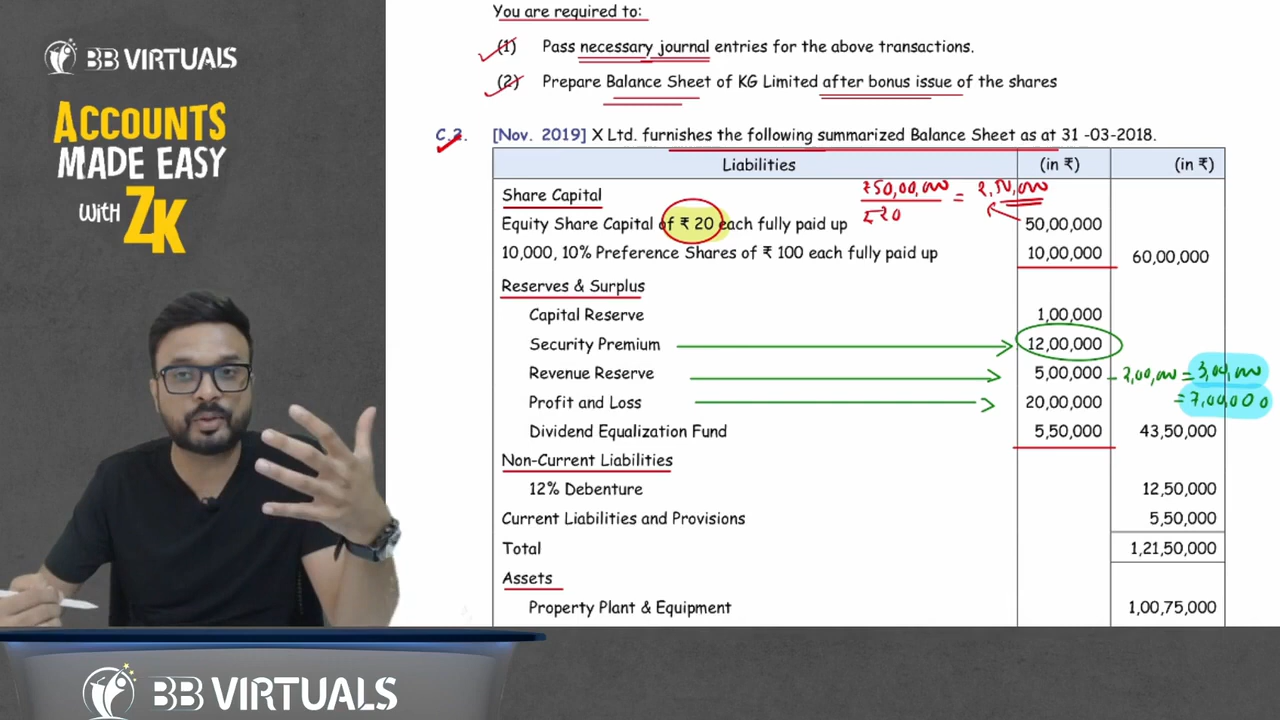 BB VIRTUALS
ACCOUNTS
MADE EASY
with ZK
You are required to:
(1) Pass necessary journal entries for the above transactions.
(2) Prepare Balance Sheet of KG Limited after bonus issue of the shares
C.2. [Nov. 2019] X Ltd. furnishes the following summarized Balance Sheet as at 31 -03-2018.
Liabilities (in ₹) (in ₹)
Share Capital ₹50,00,000 / ₹20 = 2,50,000
Equity Share Capital of ₹ 20 each fully paid up 50,00,000
10,000, 10% Preference Shares of ₹ 100 each fully paid up 10,00,000 60,00,000
Reserves & Surplus
Capital Reserve 1,00,000
Security Premium 12,00,000
Revenue Reserve 5,00,000 - 2,00,000 = 3,00,000
Profit and Loss 20,00,000 = 7,00,000
Dividend Equalization Fund 5,50,000 43,50,000
Non-Current Liabilities
12% Debenture 12,50,000
Current Liabilities and Provisions 5,50,000
Total 1,21,50,000
Assets
Property Plant & Equipment 1,00,75,000
BB VIRTUALS